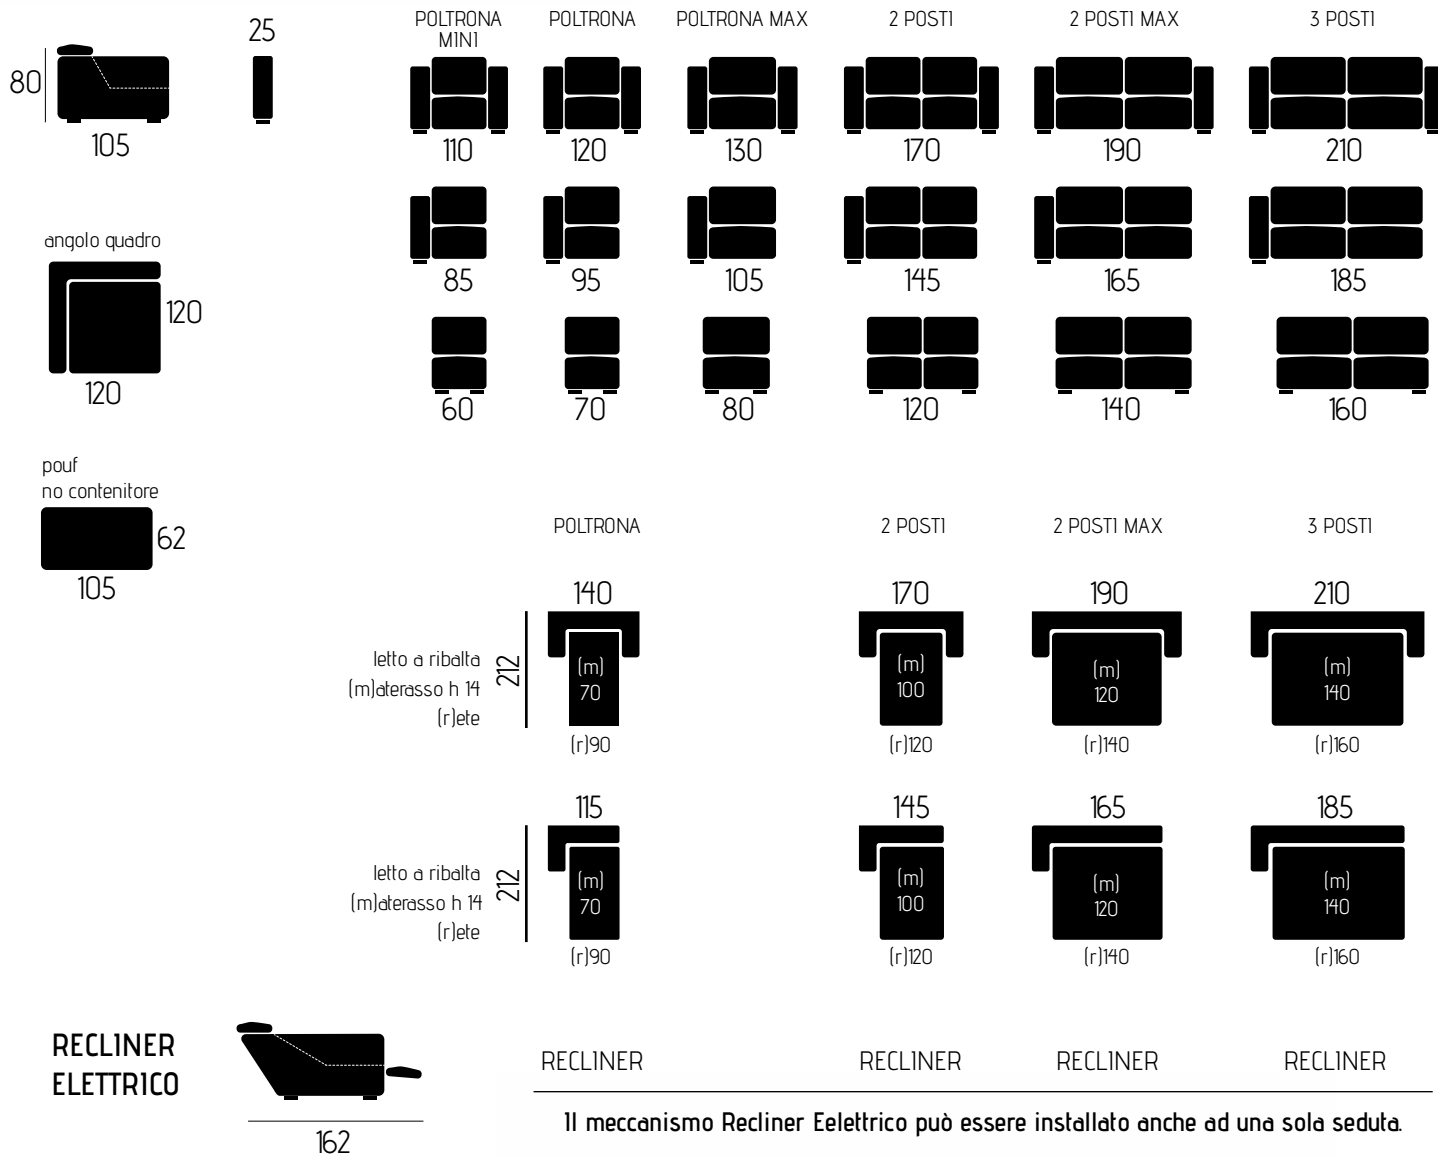 80
105
25
POLTRONA
MINI
POLTRONA
POLTRONA MAX
2 POSTI
2 POSTI MAX
3 POSTI
110
120
130
170
190
210
85
95
105
145
165
185
60
70
80
120
140
160
angolo quadro
120
120
pouf
no contenitore
62
105
POLTRONA
2 POSTI
2 POSTI MAX
3 POSTI
140
170
190
210
letto a ribalta
(m)aterasso h 14
(r)ete
212
(m)
70
(m)
100
(m)
120
(m)
140
(r)90
(r)120
(r)140
(r)160
115
145
165
185
letto a ribalta
(m)aterasso h 14
(r)ete
212
(m)
70
(m)
100
(m)
120
(m)
140
(r)90
(r)120
(r)140
(r)160
RECLINER
ELETTRICO
162
RECLINER
RECLINER
RECLINER
RECLINER
Il meccanismo Recliner Eelettrico può essere installato anche ad una sola seduta.